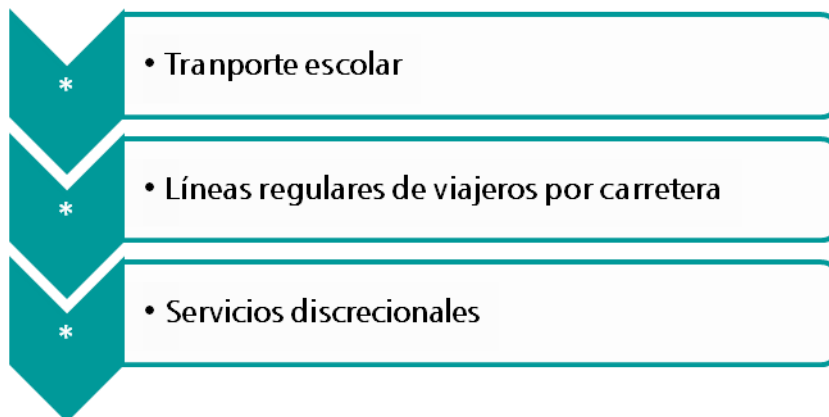 * • Tranporte escolar
* • Líneas regulares de viajeros por carretera
* • Servicios discrecionales